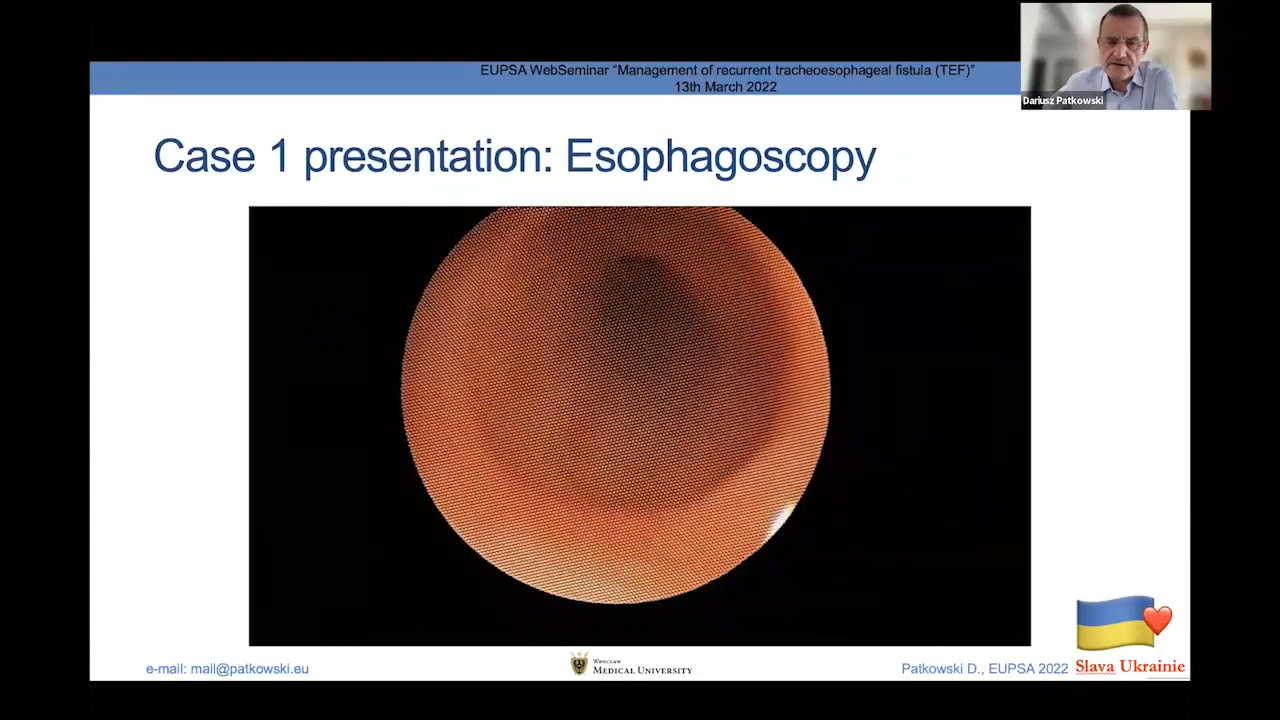 EUPSA WebSeminar “Management of recurrent tracheoesophageal fistula (TEF)”
13th March 2022
Dariusz Patkowski
Case 1 presentation: Esophagoscopy
e-mail: mail@patkowski.eu
Wroclaw
Medical University
Patkowski D., EUPSA 2022
Slava Ukrainie